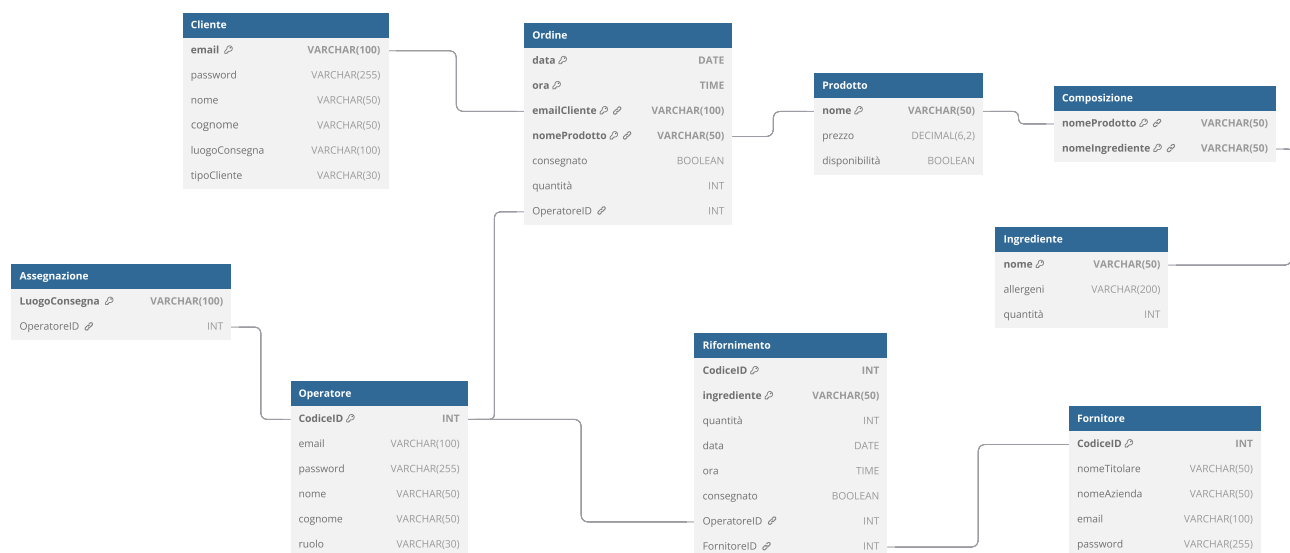 Cliente
email VARCHAR(100)
password VARCHAR(255)
nome VARCHAR(50)
cognome VARCHAR(50)
luogoConsegna VARCHAR(100)
tipoCliente VARCHAR(30)
Ordine
data DATE
ora TIME
emailCliente VARCHAR(100)
nomeProdotto VARCHAR(50)
consegnato BOOLEAN
quantità INT
OperatoreID INT
Prodotto
nome VARCHAR(50)
prezzo DECIMAL(6,2)
disponibilità BOOLEAN
Composizione
nomeProdotto VARCHAR(50)
nomeIngrediente VARCHAR(50)
Ingrediente
nome VARCHAR(50)
allergeni VARCHAR(200)
quantità INT
Assegnazione
LuogoConsegna VARCHAR(100)
OperatoreID INT
Operatore
CodiceID INT
email VARCHAR(100)
password VARCHAR(255)
nome VARCHAR(50)
cognome VARCHAR(50)
ruolo VARCHAR(30)
Rifornimento
CodiceID INT
ingrediente VARCHAR(50)
quantità INT
data DATE
ora TIME
consegnato BOOLEAN
OperatoreID INT
FornitoreID INT
Fornitore
CodiceID INT
nomeTitolare VARCHAR(50)
nomeAzienda VARCHAR(50)
email VARCHAR(100)
password VARCHAR(255)